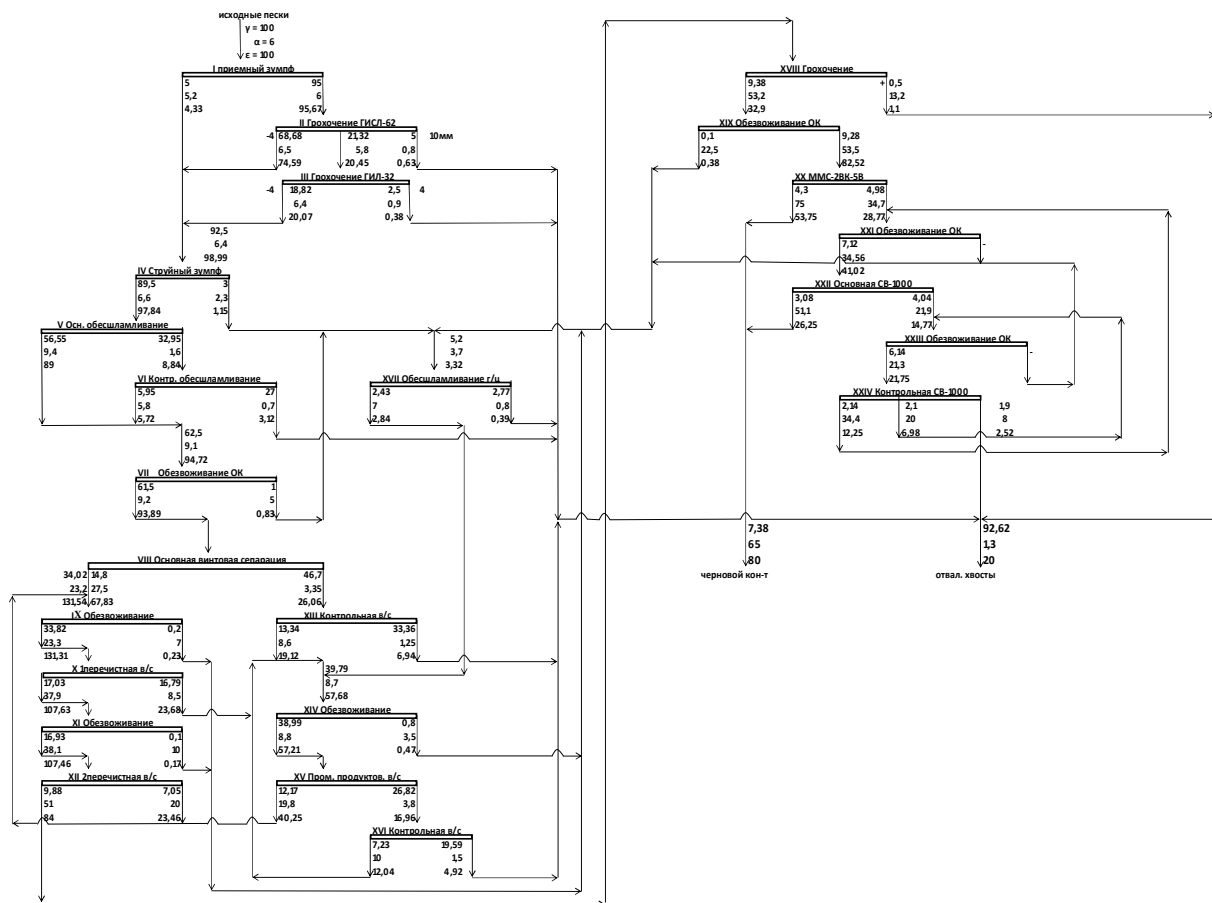 исходные пески
γ = 100
α = 6
ε = 100
I приемный зумпф
5 95
5,2 6
4,33 95,67
II Грохочение ГИСЛ-62
-4 68,68 21,32 5 10мм
6,5 5,8 0,8
74,59 20,45 0,63
III Грохочение ГИЛ-32
-4 18,82 2,5 4
6,4 0,9
20,07 0,38
92,5
6,4
98,99
IV Струйный зумпф
89,5 3
6,6 2,3
97,84 1,15
V Осн. обесшламливание
56,55 32,95
9,4 1,6
89 8,84
5,2
3,7
3,32
VI Контр. обесшламливание
5,95 27
5,8 0,7
5,72 3,12
XVII Обесшламливание г/ц
2,43 2,77
7 0,8
2,84 0,39
62,5
9,1
94,72
VII Обезвоживание ОК
61,5 1
9,2 5
93,89 0,83
VIII Основная винтовая сепарация
34,02 14,8 46,7
23,2 27,5 3,35
131,54 67,83 26,06
IX Обезвоживание
33,82 0,2
23,3 7
131,31 0,23
X 1перечистная в/с
17,03 16,79
37,9 8,5
107,63 23,68
XI Обезвоживание
16,93 0,1
38,1 10
107,46 0,17
XII 2перечистная в/с
9,88 7,05
51 20
84 23,46
XIII Контрольная в/с
13,34 33,36
8,6 1,25
19,12 6,94
39,79
8,7
57,68
XIV Обезвоживание
38,99 0,8
8,8 3,5
57,21 0,47
XV Пром. продуктов. в/с
12,17 26,82
19,8 3,8
40,25 16,96
XVI Контрольная в/с
7,23 19,59
10 1,5
12,04 4,92
XVIII Грохочение
9,38 + 0,5
53,2 13,2
32,9 1,1
XIX Обезвоживание ОК
0,1 9,28
22,5 53,5
0,38 82,52
XX ММС-2ВК-5В
4,3 4,98
75 34,7
53,75 28,77
XXI Обезвоживание ОК
7,12 -
34,56
41,02
XXII Основная СВ-1000
3,08 4,04
51,1 21,9
26,25 14,77
XXIII Обезвоживание ОК
6,14 -
21,3
21,75
XXIV Контрольная СВ-1000
2,14 2,1 1,9
34,4 20 8
12,25 6,98 2,52
7,38
65
80
черновой кон-т
92,62
1,3
20
отвал. хвосты